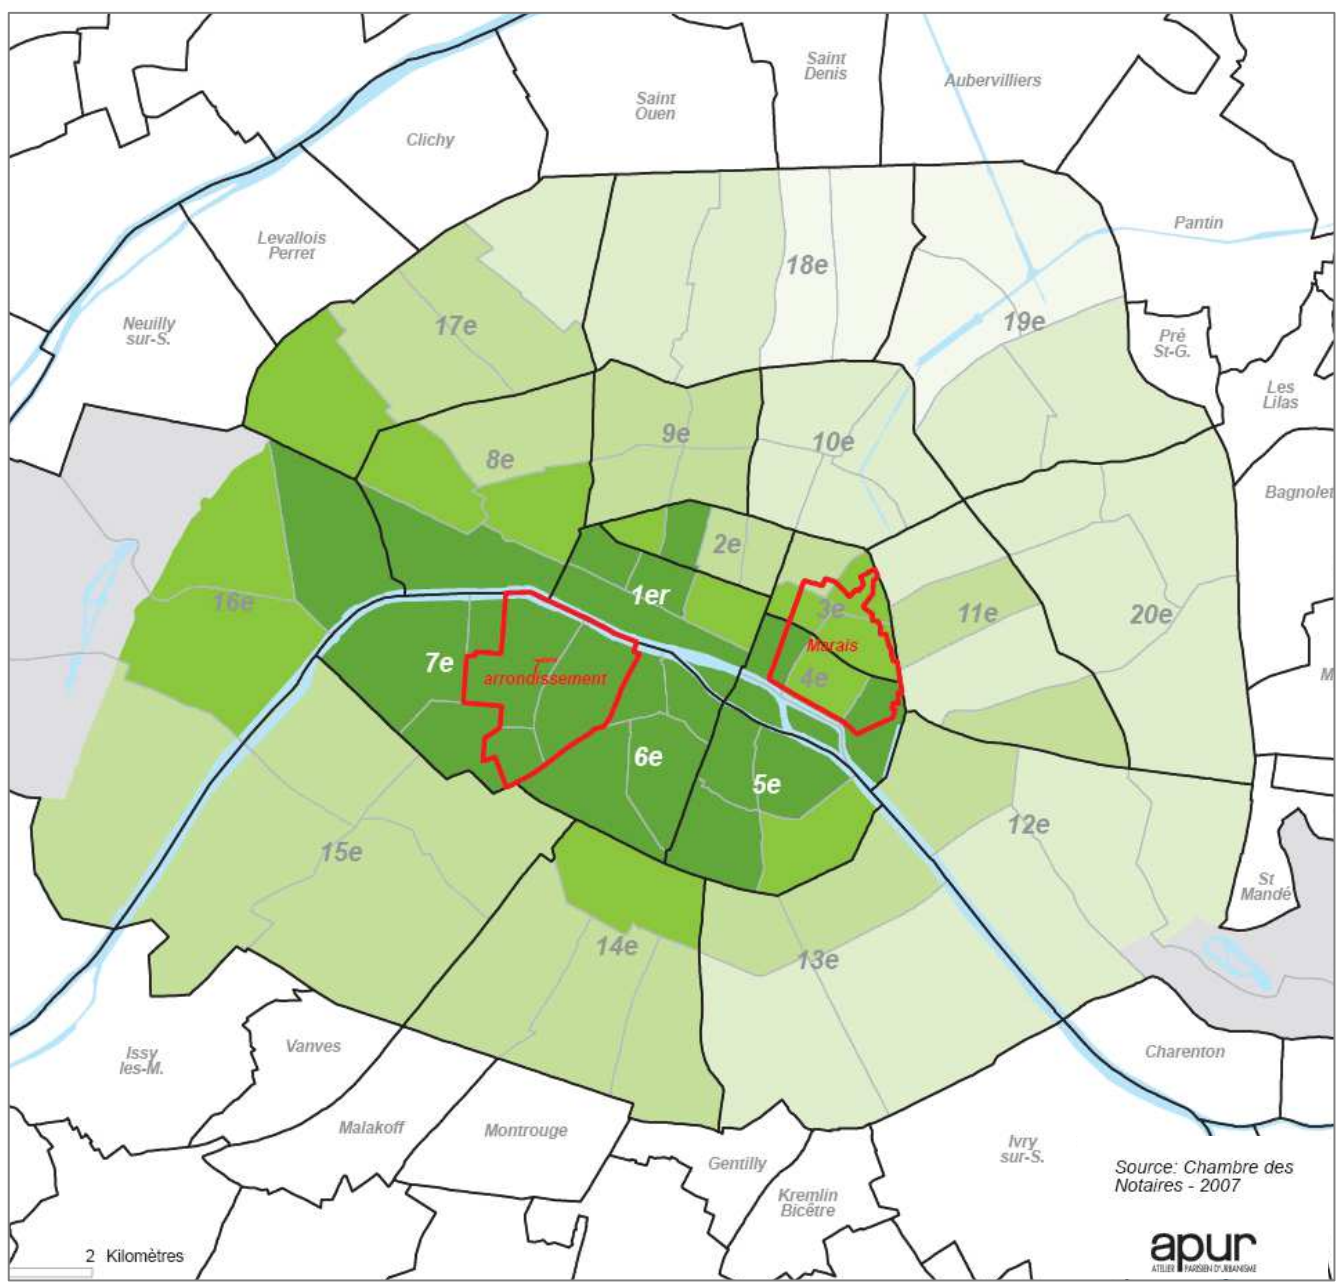 Saint
Denis
Aubervilliers
Saint
Ouen
Clichy
Pantin
Levallois
Perret
18e
Neuilly
sur-S.
17e
19e
Pré
St-G.
Les
Lilas
9e
10e
8e
Bagnolet
2e
1er
16e
3e
11e
20e
Marais
7e
arrondissement
4e
M
6e
5e
12e
15e
St
Mandé
14e
13e
Issy
les-M.
Vanves
Charenton
Malakoff
Montrouge
Ivry
sur-S.
Gentilly
Kremlin
Bicêtre
Source: Chambre des
Notaires - 2007
2 Kilomètres
apur
ATELIER PARISIEN D'URBANISME